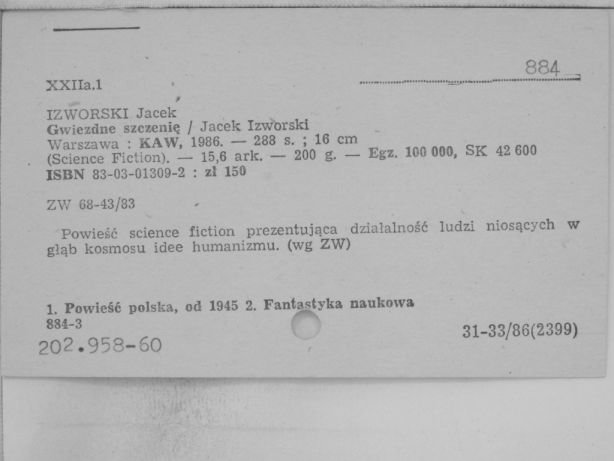 884
XXIIa.1
IZWORSKI Jacek
Gwiezdne szczenię / Jacek Izworski
Warszawa : KAW, 1986. — 288 s. ; 16 cm
(Science Fiction). — 15,6 ark. — 200 g. — Egz. 100 000, SK 42 600
ISBN 83-03-01309-2 : zł 150
ZW 68-43/83
Powieść science fiction prezentująca działalność ludzi niosących w
głąb kosmosu idee humanizmu. (wg ZW)
1. Powieść polska, od 1945 2. Fantastyka naukowa
884-3
31-33/86(2399)
202.958-60